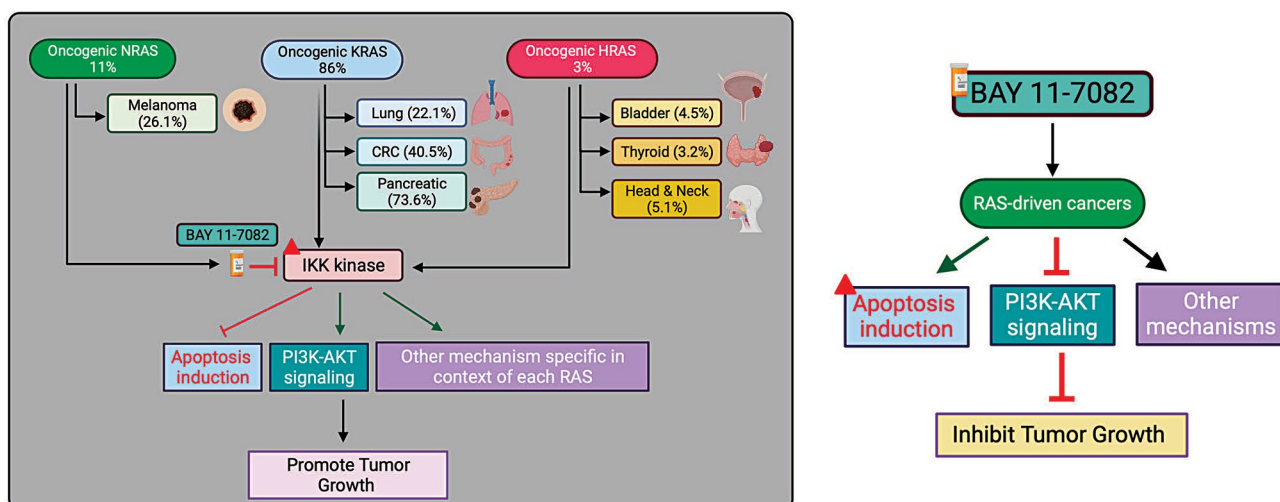 Oncogenic NRAS
11%
Oncogenic KRAS
86%
Oncogenic HRAS
3%
Melanoma
(26.1%)
Lung (22.1%)
CRC (40.5%)
Pancreatic
(73.6%)
Bladder (4.5%)
Thyroid (3.2%)
Head & Neck
(5.1%)
BAY 11-7082
IKK kinase
Apoptosis
induction
PI3K-AKT
signaling
Other mechanism specific in
context of each RAS
Promote Tumor
Growth
BAY 11-7082
RAS-driven cancers
Apoptosis
induction
PI3K-AKT
signaling
Other
mechanisms
Inhibit Tumor Growth